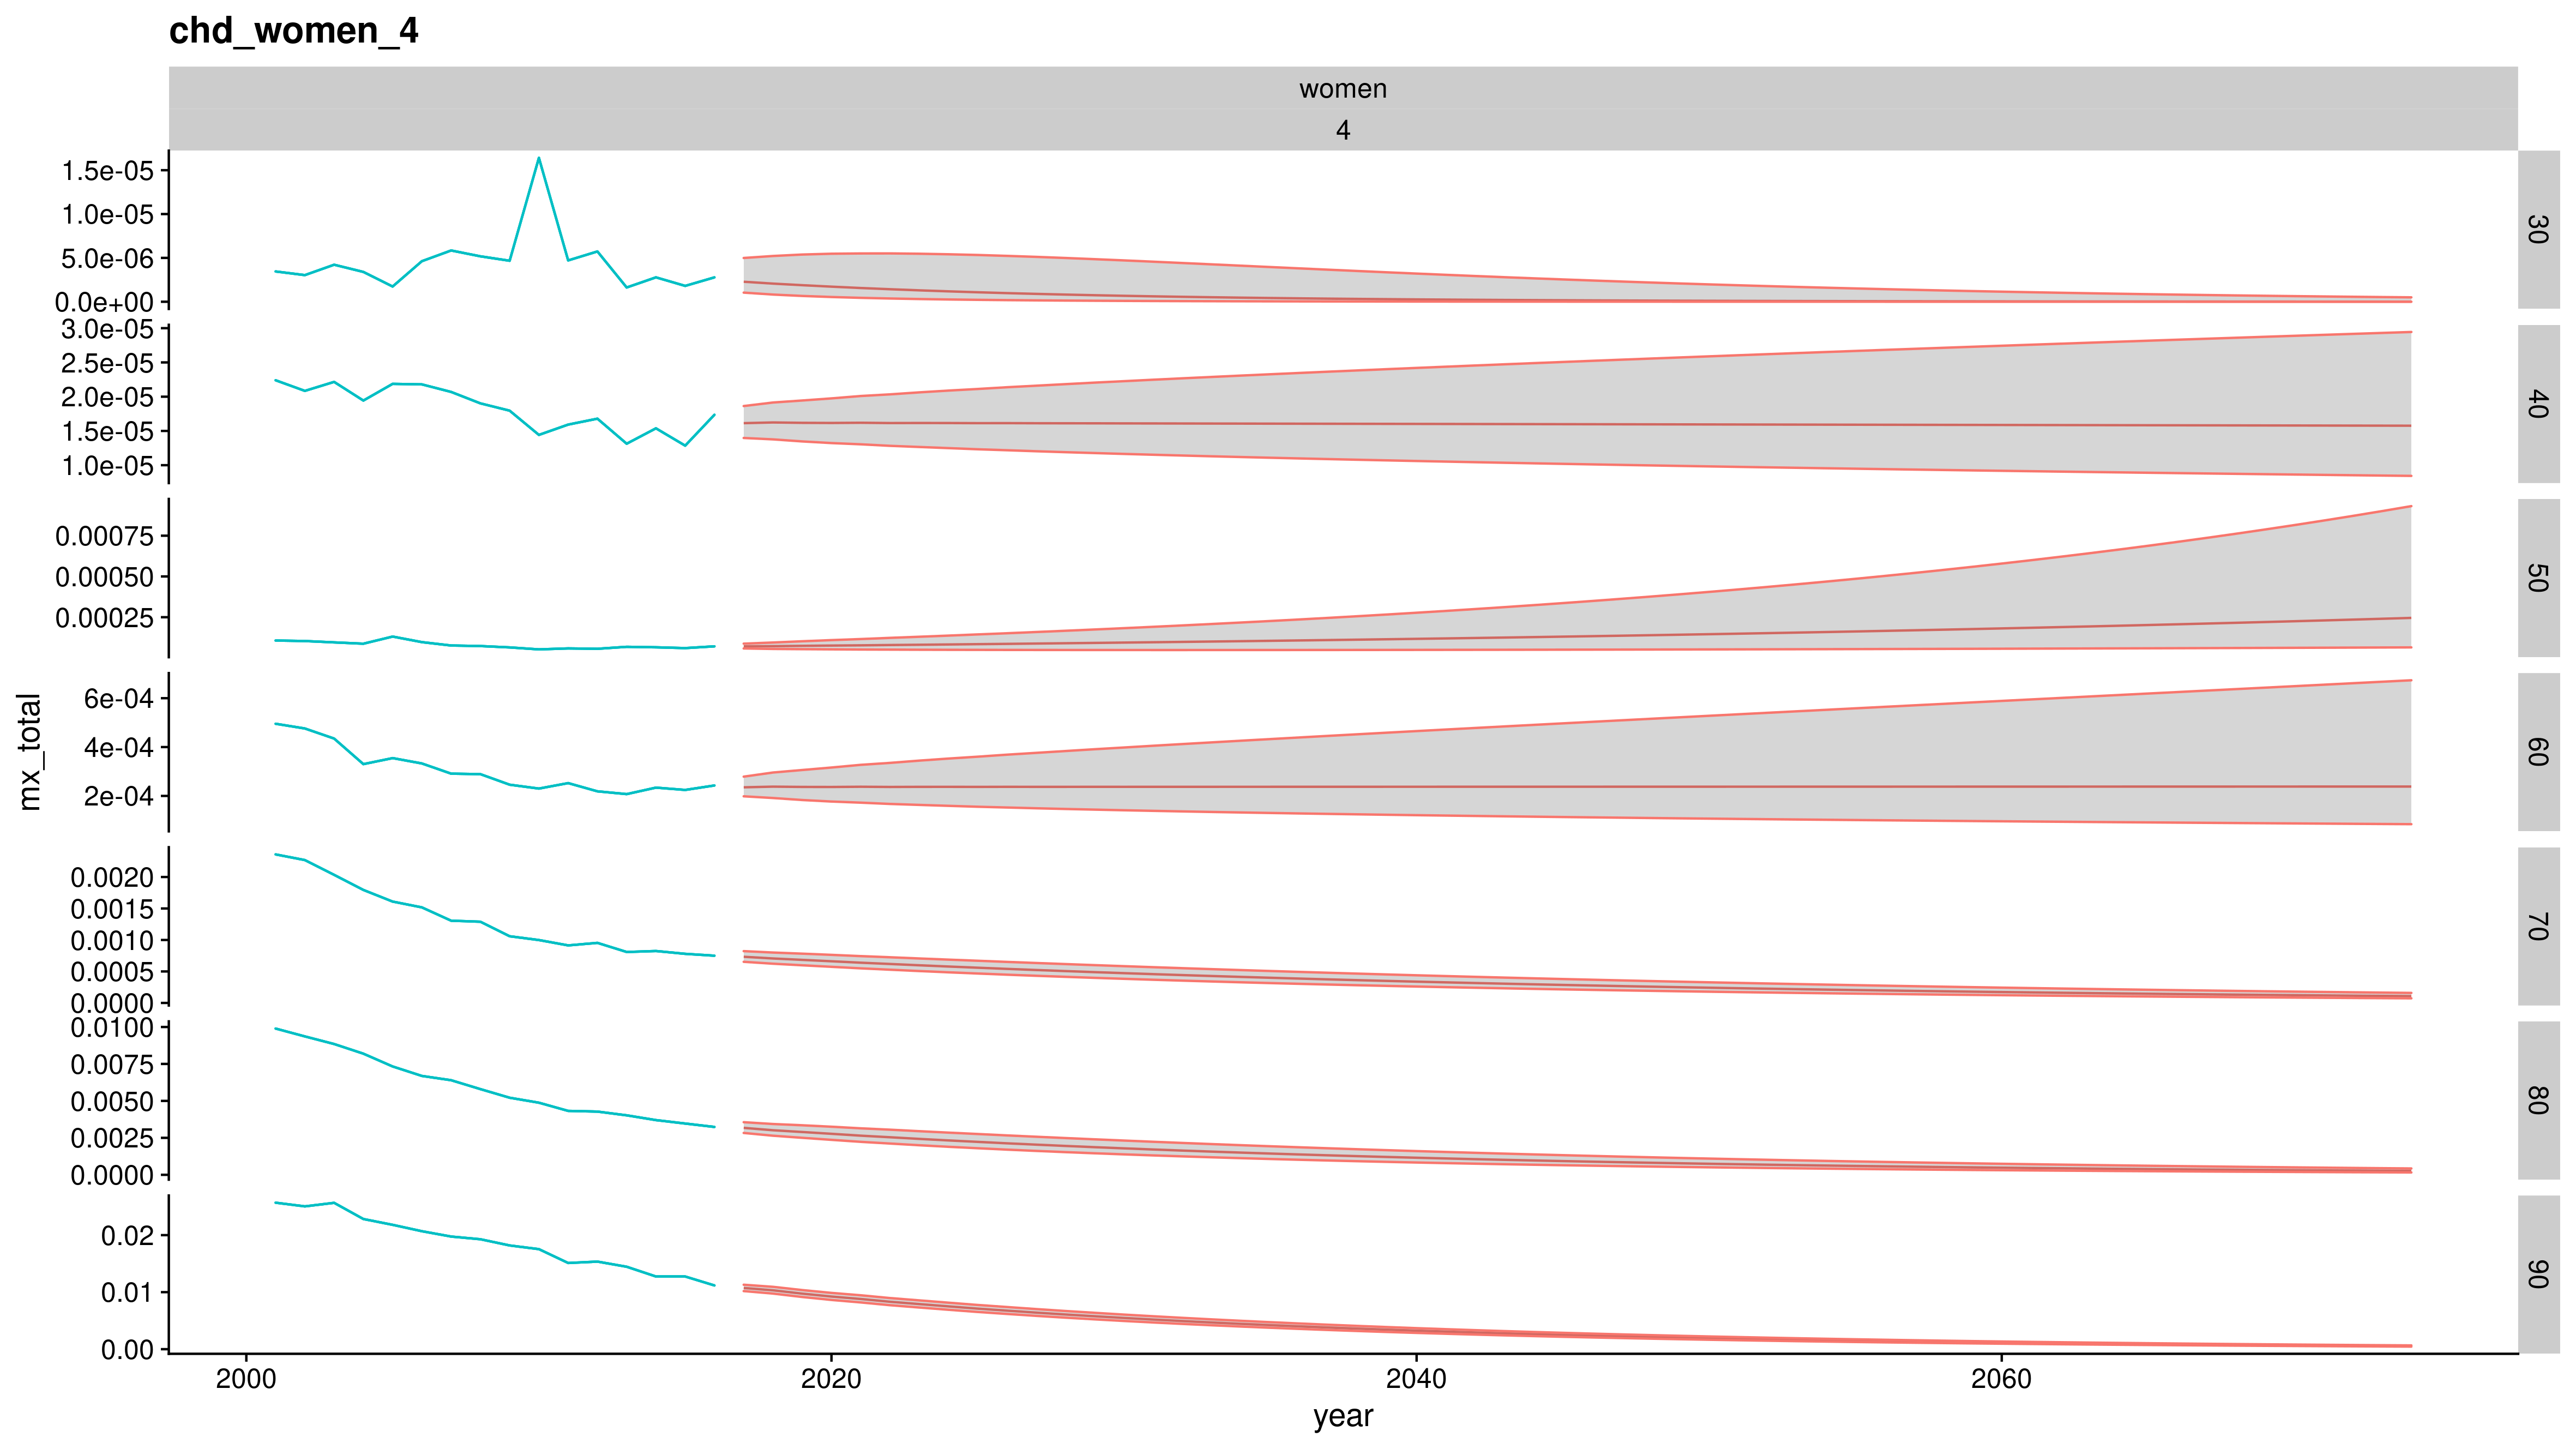 chd_women_4
women
4
1.5e-05
1.0e-05
5.0e-06
0.0e+00
30
3.0e-05
2.5e-05
2.0e-05
1.5e-05
1.0e-05
40
0.00075
0.00050
0.00025
50
6e-04
4e-04
2e-04
60
mx_total
0.0020
0.0015
0.0010
0.0005
0.0000
70
0.0100
0.0075
0.0050
0.0025
0.0000
80
0.02
0.01
0.00
90
2000 2020 2040 2060
year